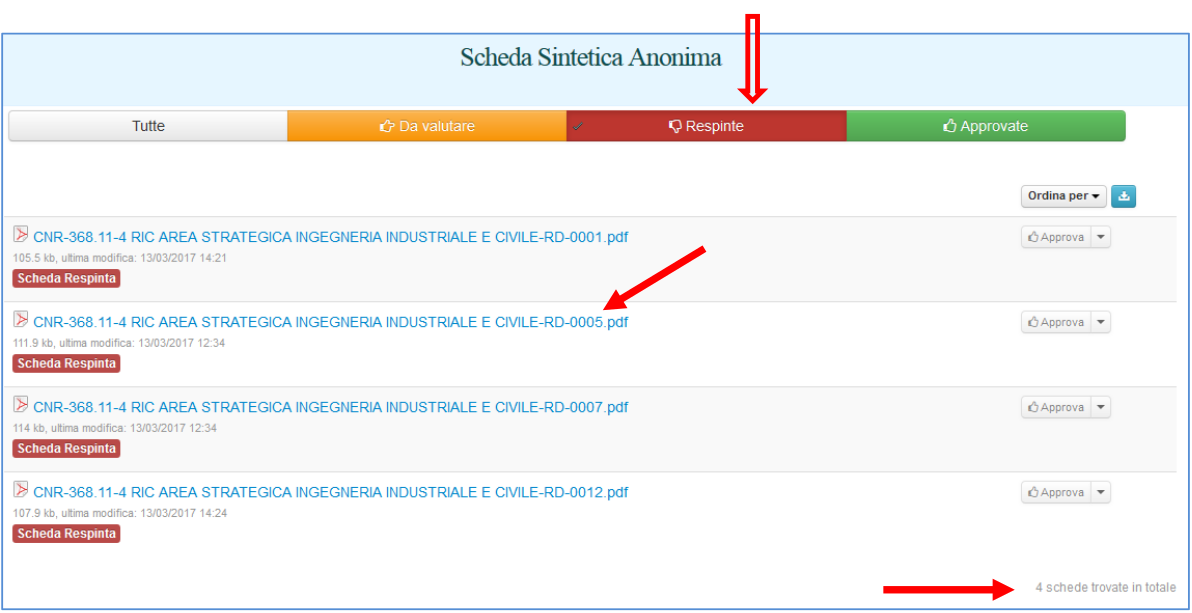 Scheda Sintetica Anonima
Tutte
Da valutare
Respinte
Approvate
Ordina per
CNR-368.11-4 RIC AREA STRATEGICA INGEGNERIA INDUSTRIALE E CIVILE-RD-0001.pdf
Approva
105.5 kb, ultima modifica: 13/03/2017 14:21
Scheda Respinta
CNR-368.11-4 RIC AREA STRATEGICA INGEGNERIA INDUSTRIALE E CIVILE-RD-0005.pdf
Approva
111.9 kb, ultima modifica: 13/03/2017 12:34
Scheda Respinta
CNR-368.11-4 RIC AREA STRATEGICA INGEGNERIA INDUSTRIALE E CIVILE-RD-0007.pdf
Approva
114 kb, ultima modifica: 13/03/2017 12:34
Scheda Respinta
CNR-368.11-4 RIC AREA STRATEGICA INGEGNERIA INDUSTRIALE E CIVILE-RD-0012.pdf
Approva
107.9 kb, ultima modifica: 13/03/2017 14:24
Scheda Respinta
4 schede trovate in totale